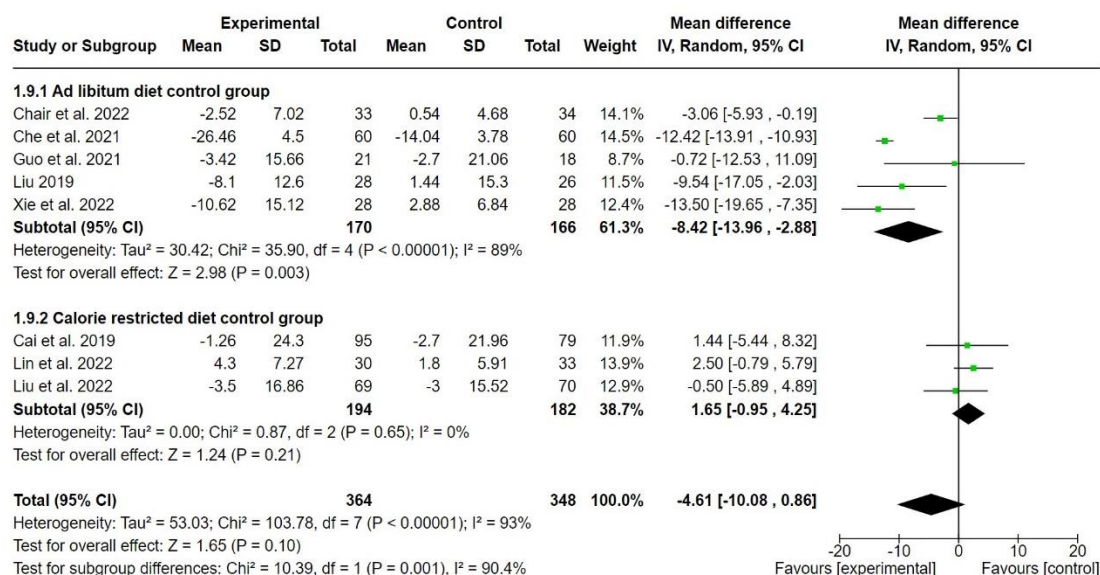 Experimental Control Mean difference Mean difference
Study or Subgroup Mean SD Total Mean SD Total Weight IV, Random, 95% CI IV, Random, 95% CI
1.9.1 Ad libitum diet control group
Chair et al. 2022 -2.52 7.02 33 0.54 4.68 34 14.1% -3.06 [-5.93 , -0.19]
Che et al. 2021 -26.46 4.5 60 -14.04 3.78 60 14.5% -12.42 [-13.91 , -10.93]
Guo et al. 2021 -3.42 15.66 21 -2.7 21.06 18 8.7% -0.72 [-12.53 , 11.09]
Liu 2019 -8.1 12.6 28 1.44 15.3 26 11.5% -9.54 [-17.05 , -2.03]
Xie et al. 2022 -10.62 15.12 28 2.88 6.84 28 12.4% -13.50 [-19.65 , -7.35]
Subtotal (95% CI) 170 166 61.3% -8.42 [-13.96 , -2.88]
Heterogeneity: Tau² = 30.42; Chi² = 35.90, df = 4 (P < 0.00001); I² = 89%
Test for overall effect: Z = 2.98 (P = 0.003)
1.9.2 Calorie restricted diet control group
Cai et al. 2019 -1.26 24.3 95 -2.7 21.96 79 11.9% 1.44 [-5.44 , 8.32]
Lin et al. 2022 4.3 7.27 30 1.8 5.91 33 13.9% 2.50 [-0.79 , 5.79]
Liu et al. 2022 -3.5 16.86 69 -3 15.52 70 12.9% -0.50 [-5.89 , 4.89]
Subtotal (95% CI) 194 182 38.7% 1.65 [-0.95 , 4.25]
Heterogeneity: Tau² = 0.00; Chi² = 0.87, df = 2 (P = 0.65); I² = 0%
Test for overall effect: Z = 1.24 (P = 0.21)
Total (95% CI) 364 348 100.0% -4.61 [-10.08 , 0.86]
Heterogeneity: Tau² = 53.03; Chi² = 103.78, df = 7 (P < 0.00001); I² = 93%
Test for overall effect: Z = 1.65 (P = 0.10)
-20 -10 0 10 20
Test for subgroup differences: Chi² = 10.39, df = 1 (P = 0.001), I² = 90.4% Favours [experimental] Favours [control]